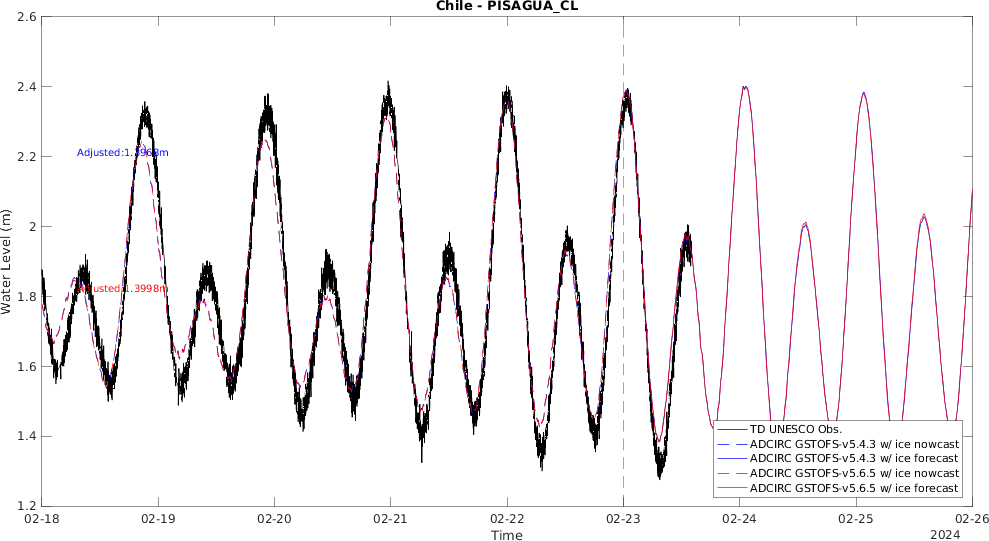 Chile - PISAGUA_CL
2.6
2.4
2.2
2
1.8
1.6
1.4
1.2
Water Level (m)
Adjusted:1.3963m
Adjusted:1.3998m
TD UNESCO Obs.
ADCIRC GSTOFS-v5.4.3 w/ ice nowcast
ADCIRC GSTOFS-v5.4.3 w/ ice forecast
ADCIRC GSTOFS-v5.6.5 w/ ice nowcast
ADCIRC GSTOFS-v5.6.5 w/ ice forecast
02-18 02-19 02-20 02-21 02-22 02-23 02-24 02-25 02-26
Time
2024